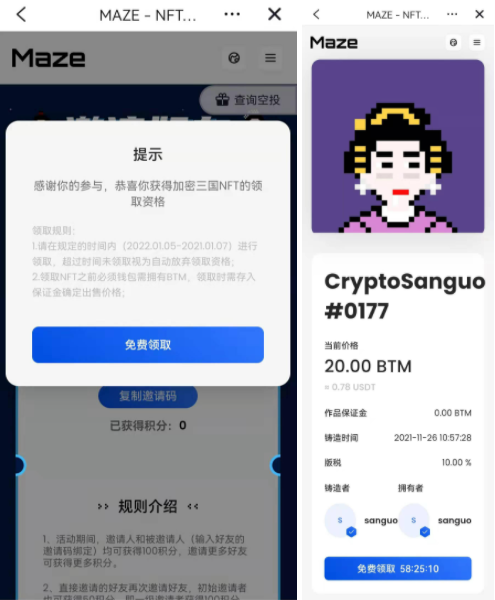 MAZE - NFT...
Maze
查询空投
提示
感谢你的参与，恭喜你获得加密三国NFT的领
取资格
领取规则：
1.请在规定的时间内（2022.01.05-2021.01.07）进行
领取，超过时间未领取视为自动放弃领取资格；
2.领取NFT之前必须钱包需拥有BTM，领取时需存入
保证金确定出售价格；
免费领取
复制邀请码
已获得积分：0
规则介绍
1、活动期间，邀请人和被邀请人（输入好友的
邀请码绑定）均可获得100积分，邀请更多好友
可获得更多积分。
2、直接邀请的好友再次邀请好友，初始邀请者
MAZE - NFT...
Maze
CryptoSanguo
#0177
当前价格
20.00 BTM
≈ 0.78 USDT
作品保证金 0.00 BTM
铸造时间 2021-11-26 10:57:28
版税 10.00 %
铸造者 拥有者
S sanguo S sanguo
免费领取 58:25:10